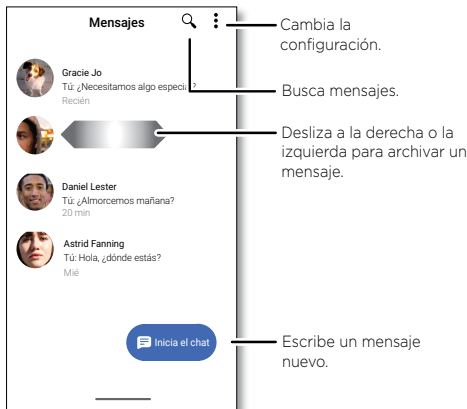 Mensajes
Cambia la
configuración.
Gracie Jo
Tú: ¿Necesitamos algo especial?
Recién
Busca mensajes.
Desliza a la derecha o la
izquierda para archivar un
mensaje.
Daniel Lester
Tú: ¿Almorcemos mañana?
20 min
Astrid Fanning
Tú: Hola, ¿dónde estás?
Mié
Inicia el chat
Escribe un mensaje
nuevo.